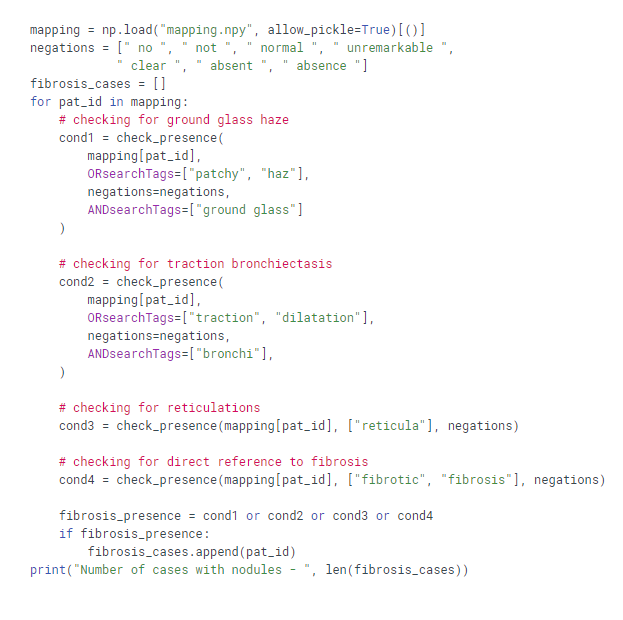 mapping = np.load("mapping.npy", allow_pickle=True)[()]
negations = [" no ", " not ", " normal ", " unremarkable ",
            " clear ", " absent ", " absence "]
fibrosis_cases = []
for pat_id in mapping:
    # checking for ground glass haze
    cond1 = check_presence(
        mapping[pat_id],
        ORsearchTags=["patchy", "haz"],
        negations=negations,
        ANDsearchTags=["ground glass"]
    )
    # checking for traction bronchiectasis
    cond2 = check_presence(
        mapping[pat_id],
        ORsearchTags=["traction", "dilatation"],
        negations=negations,
        ANDsearchTags=["bronchi"],
    )
    # checking for reticulations
    cond3 = check_presence(mapping[pat_id], ["reticula"], negations)
    # checking for direct reference to fibrosis
    cond4 = check_presence(mapping[pat_id], ["fibrotic", "fibrosis"], negations)
    fibrosis_presence = cond1 or cond2 or cond3 or cond4
    if fibrosis_presence:
        fibrosis_cases.append(pat_id)
print("Number of cases with nodules - ", len(fibrosis_cases))